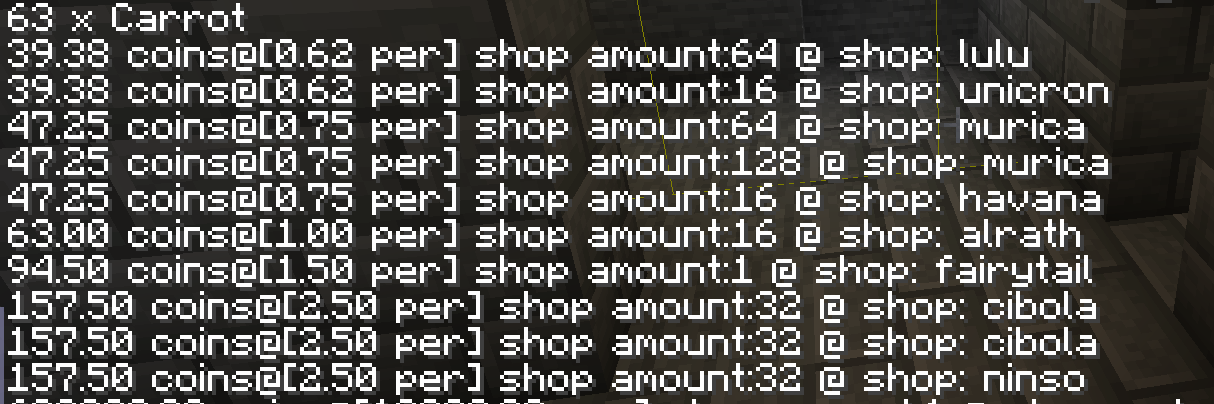 63 x Carrot
39.38 coins@[0.62 per] shop amount:64 @ shop: lulu
39.38 coins@[0.62 per] shop amount:16 @ shop: unicron
47.25 coins@[0.75 per] shop amount:64 @ shop: murica
47.25 coins@[0.75 per] shop amount:128 @ shop: murica
47.25 coins@[0.75 per] shop amount:16 @ shop: havana
63.00 coins@[1.00 per] shop amount:16 @ shop: alrath
94.50 coins@[1.50 per] shop amount:1 @ shop: fairytail
157.50 coins@[2.50 per] shop amount:32 @ shop: cibola
157.50 coins@[2.50 per] shop amount:32 @ shop: cibola
157.50 coins@[2.50 per] shop amount:32 @ shop: ninso